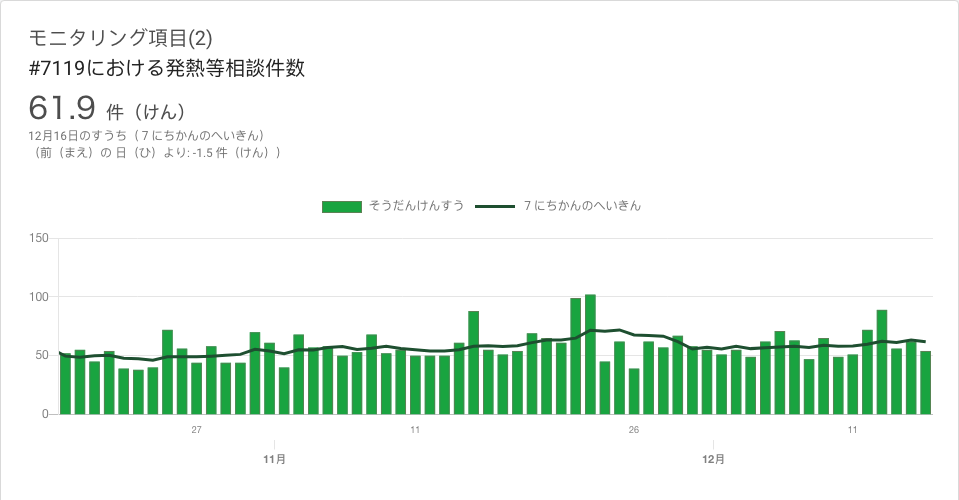 モニタリング項目(2)
#7119における発熱等相談件数
61.9 件（けん）
12月16日のすうち（７にちかんのへいきん）
（前（まえ）の 日（ひ）より: -1.5 件（けん））
そうだんけんすう ７にちかんのへいきん
150
100
50
0
27 11 26 11
11月 12月